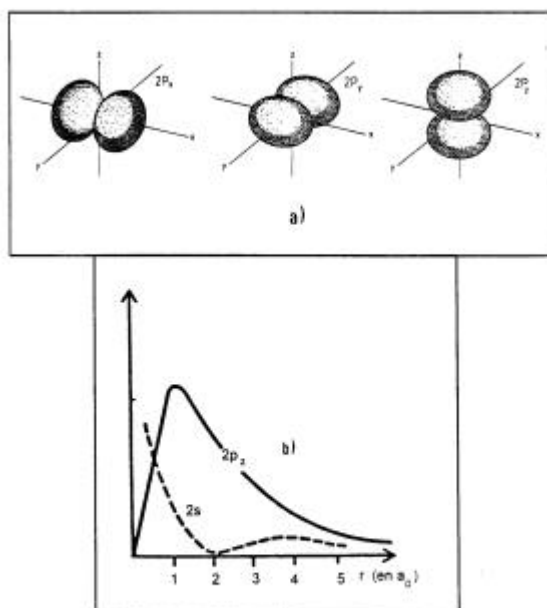 z z z
2Px 2Py 2Pz
x x x
y y y
a)
2pz b)
2s
1 2 3 4 5 r (en a0)